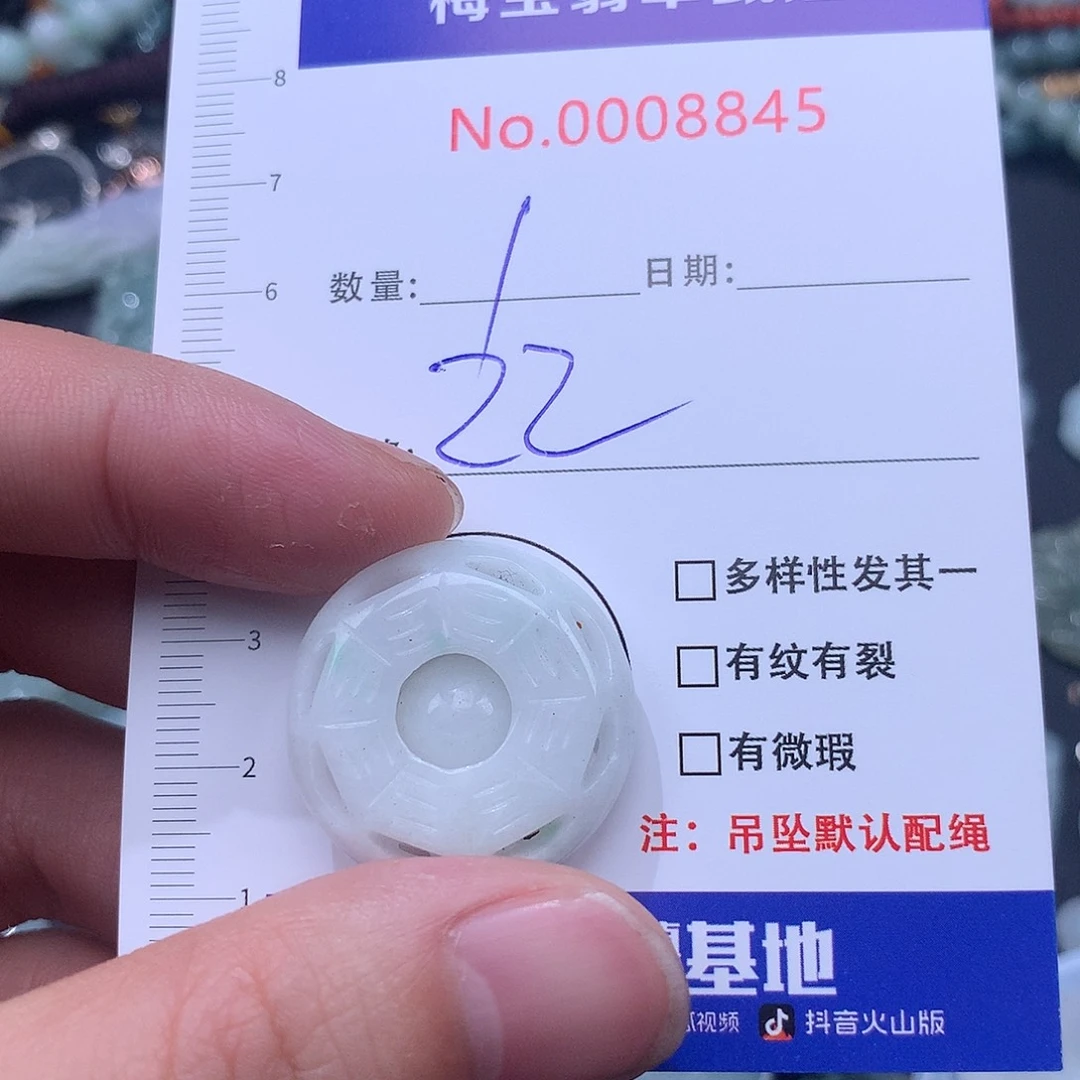 8
No.0008845
7
数量: 1 日期:
6
22
多样性发其一
3
有纹有裂
2
有微瑕
注：吊坠默认配绳
1
基地
视频 抖音火山版